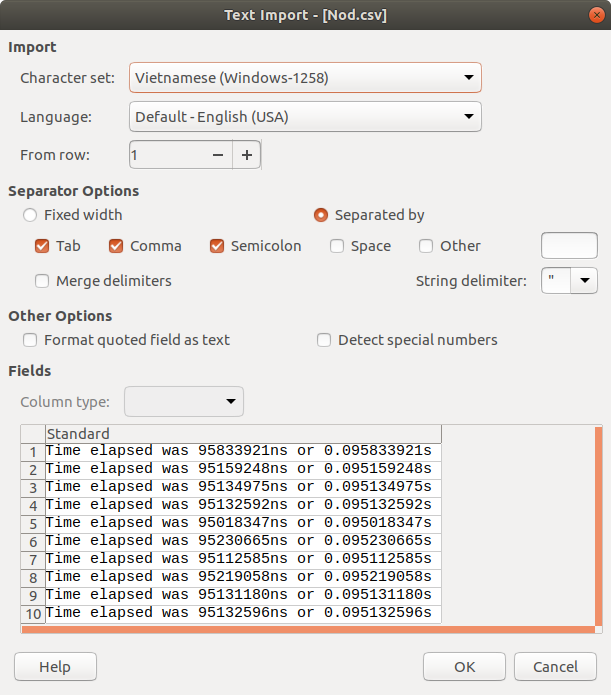 Text Import - [Nod.csv]
Import
Character set: Vietnamese (Windows-1258)
Language: Default - English (USA)
From row: 1
Separator Options
Fixed width Separated by
Tab Comma Semicolon Space Other
Merge delimiters String delimiter: "
Other Options
Format quoted field as text Detect special numbers
Fields
Column type:
Standard
1 Time elapsed was 95833921ns or 0.095833921s
2 Time elapsed was 95159248ns or 0.095159248s
3 Time elapsed was 95134975ns or 0.095134975s
4 Time elapsed was 95132592ns or 0.095132592s
5 Time elapsed was 95018347ns or 0.095018347s
6 Time elapsed was 95230665ns or 0.095230665s
7 Time elapsed was 95112585ns or 0.095112585s
8 Time elapsed was 95219058ns or 0.095219058s
9 Time elapsed was 95131180ns or 0.095131180s
10 Time elapsed was 95132596ns or 0.095132596s
Help OK Cancel